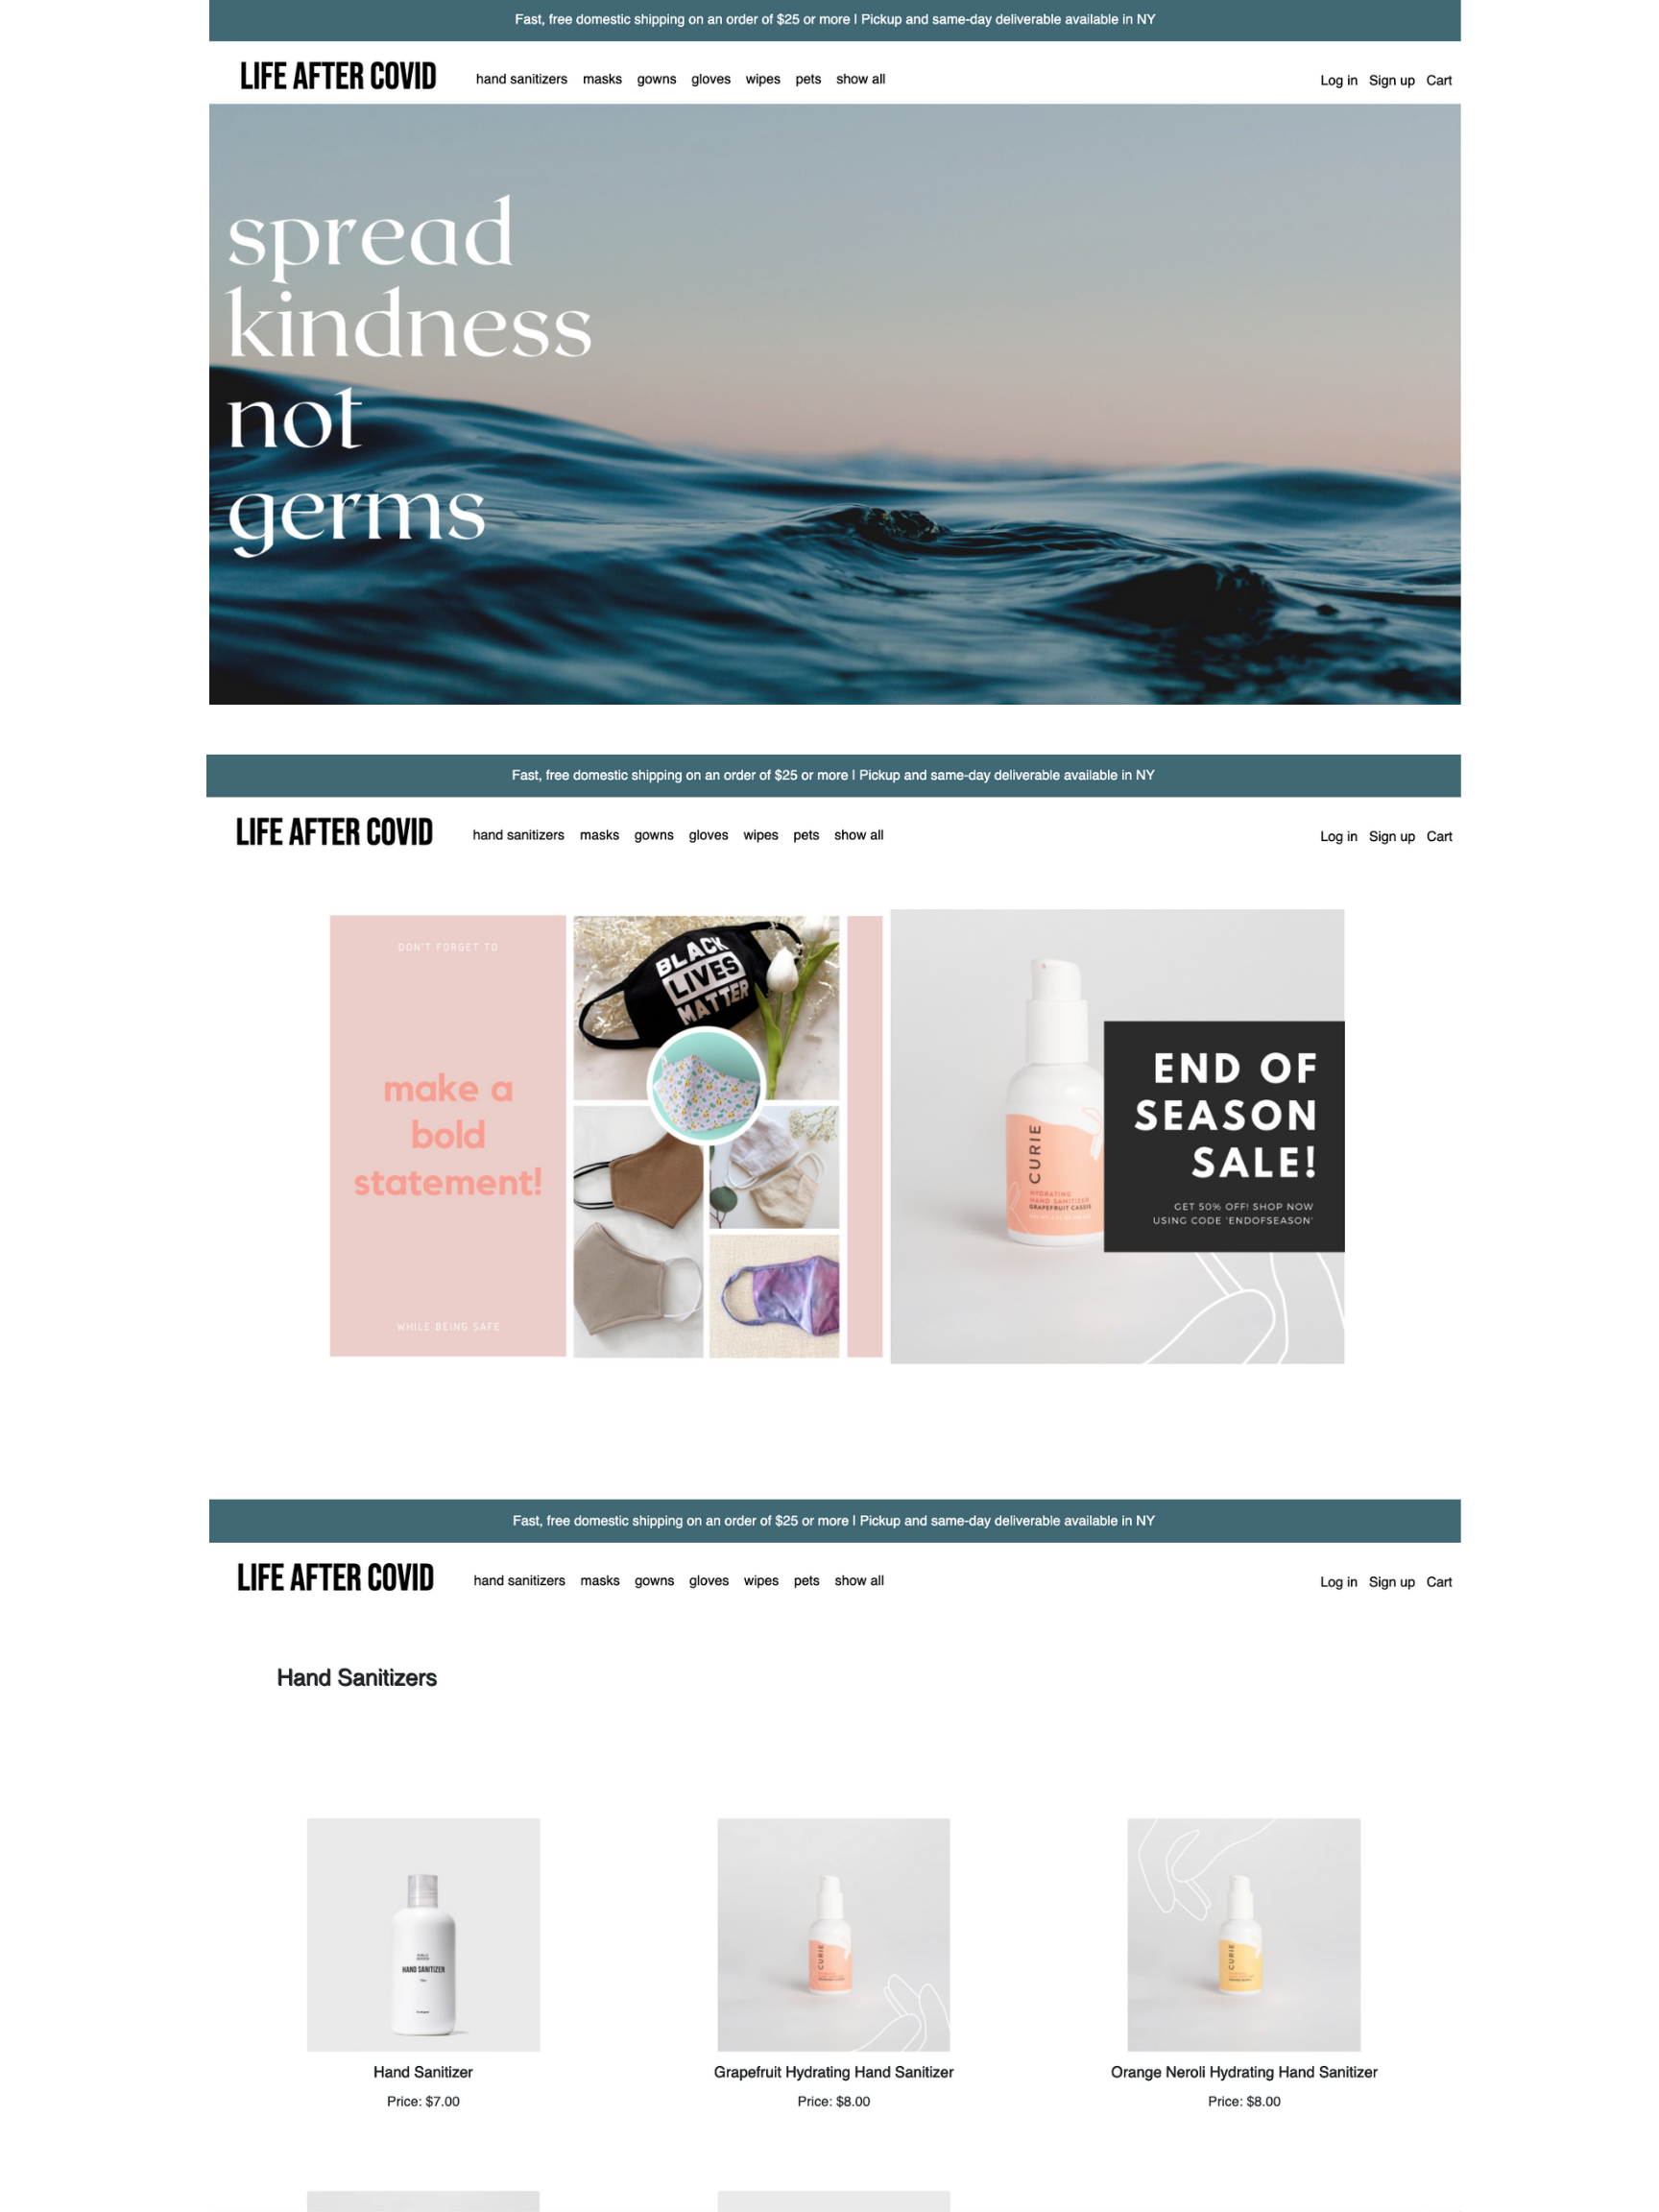 Fast, free domestic shipping on an order of $25 or more | Pickup and same-day deliverable available in NY
LIFE AFTER COVID
hand sanitizers masks gowns gloves wipes pets show all
Log in Sign up Cart
spread
kindness
not
germs
Fast, free domestic shipping on an order of $25 or more | Pickup and same-day deliverable available in NY
LIFE AFTER COVID
hand sanitizers masks gowns gloves wipes pets show all
Log in Sign up Cart
DON'T FORGET TO
make a
bold
statement!
WHILE BEING SAFE
BLACK
LIVES
MATTER
CURIE
HYDRATING
HAND SANITIZER
GRAPEFRUIT CASSIS
END OF
SEASON
SALE!
GET 50% OFF! SHOP NOW
USING CODE 'ENDOFSEASON'
Fast, free domestic shipping on an order of $25 or more | Pickup and same-day deliverable available in NY
LIFE AFTER COVID
hand sanitizers masks gowns gloves wipes pets show all
Log in Sign up Cart
Hand Sanitizers
HAND SANITIZER
CURIE
CURIE
Hand Sanitizer
Price: $7.00
Grapefruit Hydrating Hand Sanitizer
Price: $8.00
Orange Neroli Hydrating Hand Sanitizer
Price: $8.00